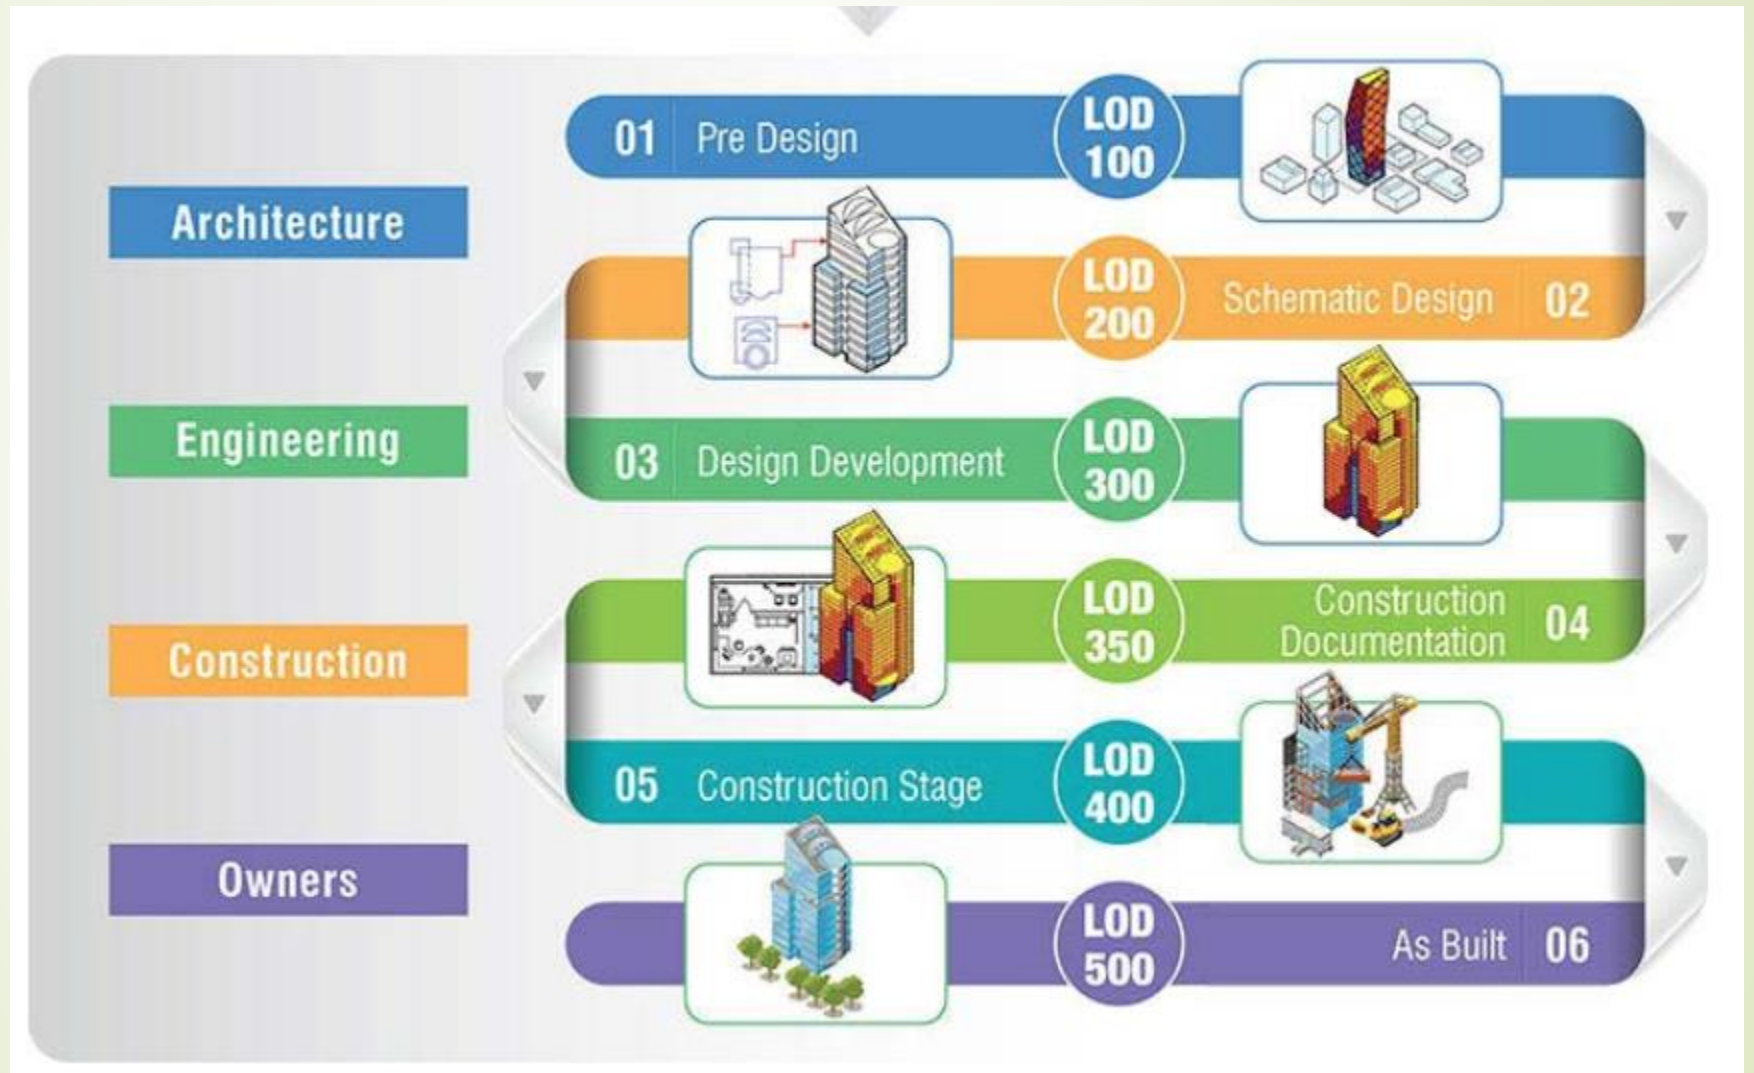 Architecture
Engineering
Construction
Owners
01 Pre Design
LOD
100
LOD
200
Schematic Design 02
03 Design Development
LOD
300
LOD
350
Construction
Documentation
04
05 Construction Stage
LOD
400
LOD
500
As Built 06